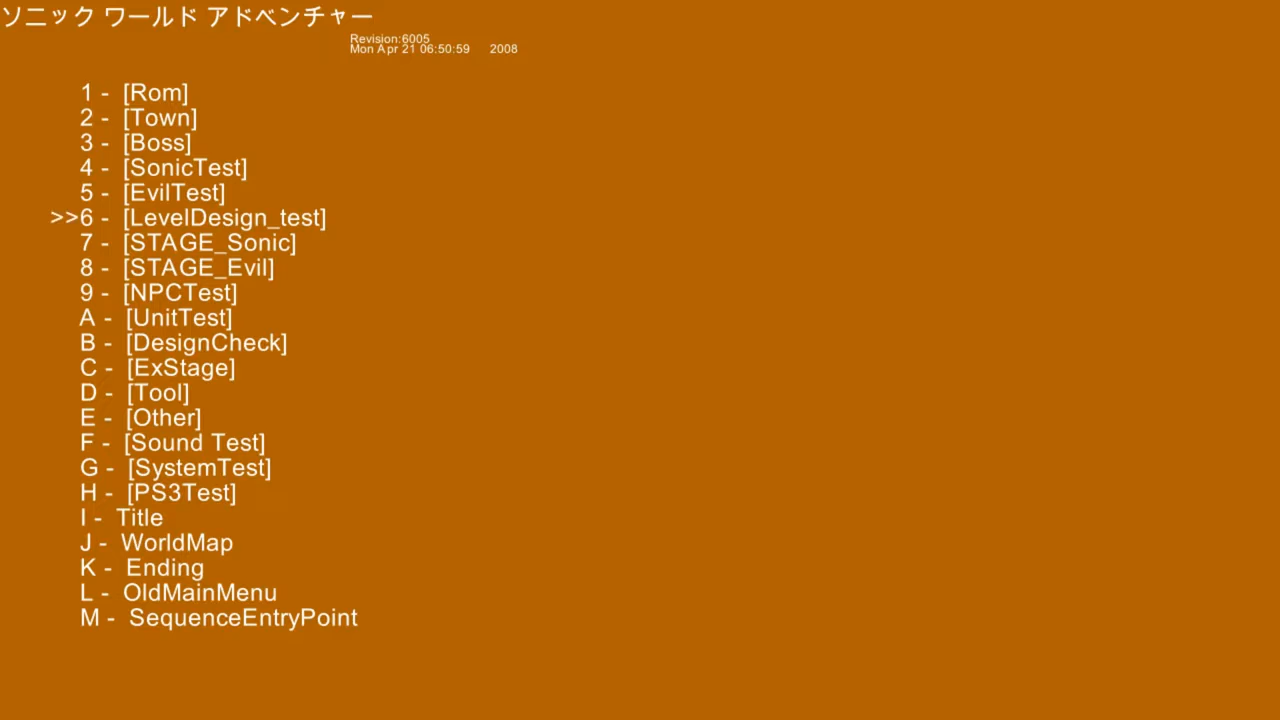 ソニック ワールド アドベンチャー
Revision:6005
Mon Apr 21 06:50:59 2008
1 - [Rom]
2 - [Town]
3 - [Boss]
4 - [SonicTest]
5 - [EvilTest]
>>6 - [LevelDesign_test]
7 - [STAGE_Sonic]
8 - [STAGE_Evil]
9 - [NPCTest]
A - [UnitTest]
B - [DesignCheck]
C - [ExStage]
D - [Tool]
E - [Other]
F - [Sound Test]
G - [SystemTest]
H - [PS3Test]
I - Title
J - WorldMap
K - Ending
L - OldMainMenu
M - SequenceEntryPoint